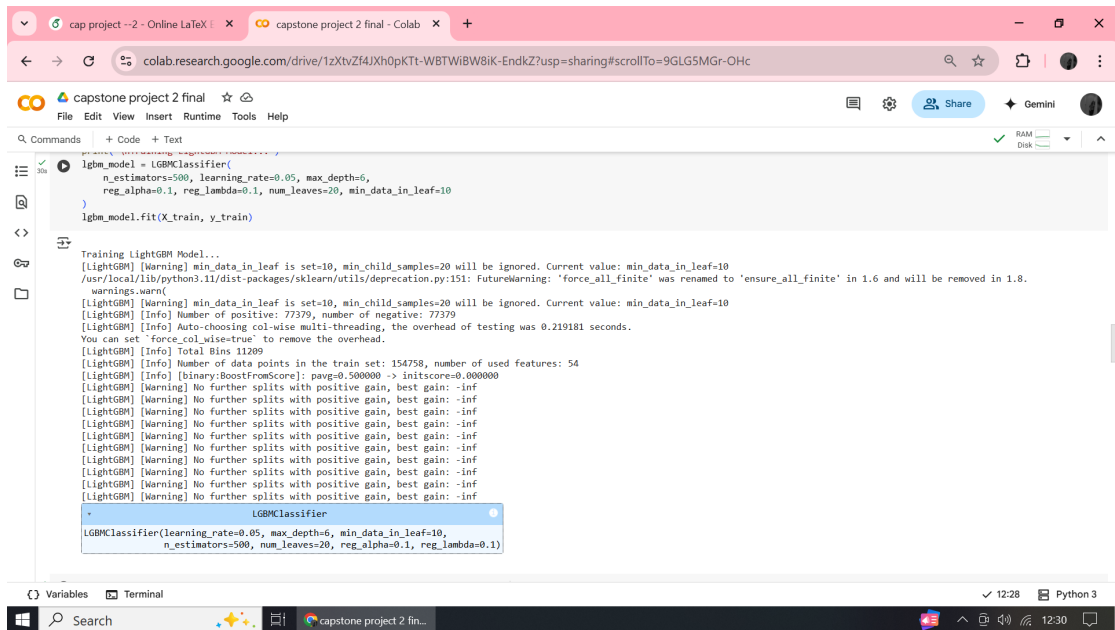 cap project --2 - Online LaTeX E
capstone project 2 final - Colab
colab.research.google.com/drive/1zXtvZf4JXh0pKTt-WBTWiBW8iK-EndkZ?usp=sharing#scrollTo=9GLG5MGr-OHc
CO capstone project 2 final
Share
Gemini
File Edit View Insert Runtime Tools Help
Commands + Code + Text
RAM
Disk
30s
lgbm_model = LGBMClassifier(
n_estimators=500, learning_rate=0.05, max_depth=6,
reg_alpha=0.1, reg_lambda=0.1, num_leaves=20, min_data_in_leaf=10
)
lgbm_model.fit(X_train, y_train)
Training LightGBM Model...
[LightGBM] [Warning] min_data_in_leaf is set=10, min_child_samples=20 will be ignored. Current value: min_data_in_leaf=10
/usr/local/lib/python3.11/dist-packages/sklearn/utils/deprecation.py:151: FutureWarning: 'force_all_finite' was renamed to 'ensure_all_finite' in 1.6 and will be removed in 1.8.
warnings.warn(
[LightGBM] [Warning] min_data_in_leaf is set=10, min_child_samples=20 will be ignored. Current value: min_data_in_leaf=10
[LightGBM] [Info] Number of positive: 77379, number of negative: 77379
[LightGBM] [Info] Auto-choosing col-wise multi-threading, the overhead of testing was 0.219181 seconds.
You can set `force_col_wise=true` to remove the overhead.
[LightGBM] [Info] Total Bins 11209
[LightGBM] [Info] Number of data points in the train set: 154758, number of used features: 54
[LightGBM] [Info] [binary:BoostFromScore]: pavg=0.500000 -> initscore=0.000000
[LightGBM] [Warning] No further splits with positive gain, best gain: -inf
[LightGBM] [Warning] No further splits with positive gain, best gain: -inf
[LightGBM] [Warning] No further splits with positive gain, best gain: -inf
[LightGBM] [Warning] No further splits with positive gain, best gain: -inf
[LightGBM] [Warning] No further splits with positive gain, best gain: -inf
[LightGBM] [Warning] No further splits with positive gain, best gain: -inf
[LightGBM] [Warning] No further splits with positive gain, best gain: -inf
[LightGBM] [Warning] No further splits with positive gain, best gain: -inf
[LightGBM] [Warning] No further splits with positive gain, best gain: -inf
[LightGBM] [Warning] No further splits with positive gain, best gain: -inf
LGBMClassifier
LGBMClassifier(learning_rate=0.05, max_depth=6, min_data_in_leaf=10,
n_estimators=500, num_leaves=20, reg_alpha=0.1, reg_lambda=0.1)
{} Variables Terminal
12:28 Python 3
Search
capstone project 2 fin...
12:30